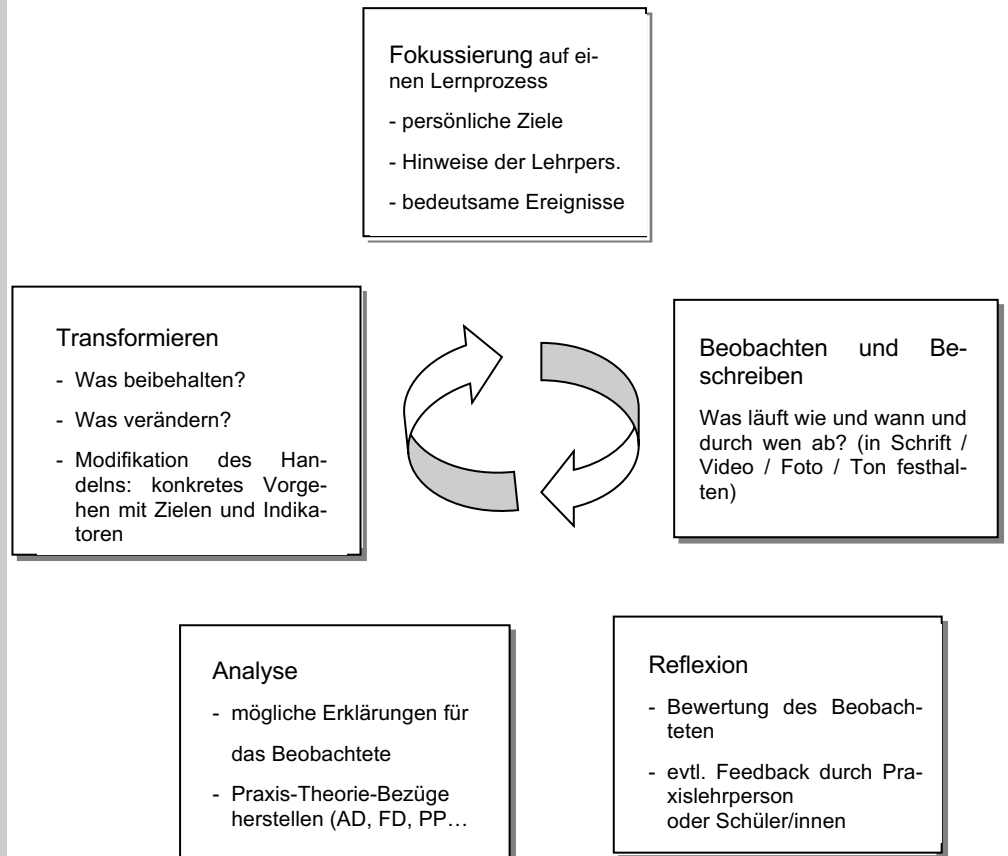 Fokussierung auf ei-
nen Lernprozess
- persönliche Ziele
- Hinweise der Lehrpers.
- bedeutsame Ereignisse
Transformieren
- Was beibehalten?
- Was verändern?
- Modifikation des Han-
delns: konkretes Vorge-
hen mit Zielen und Indika-
toren
Beobachten und Be-
schreiben
Was läuft wie und wann und
durch wen ab? (in Schrift /
Video / Foto / Ton festhal-
ten)
Analyse
- mögliche Erklärungen für
das Beobachtete
- Praxis-Theorie-Bezüge
herstellen (AD, FD, PP…
Reflexion
- Bewertung des Beobach-
teten
- evtl. Feedback durch Pra-
xislehrperson
oder Schüler/innen